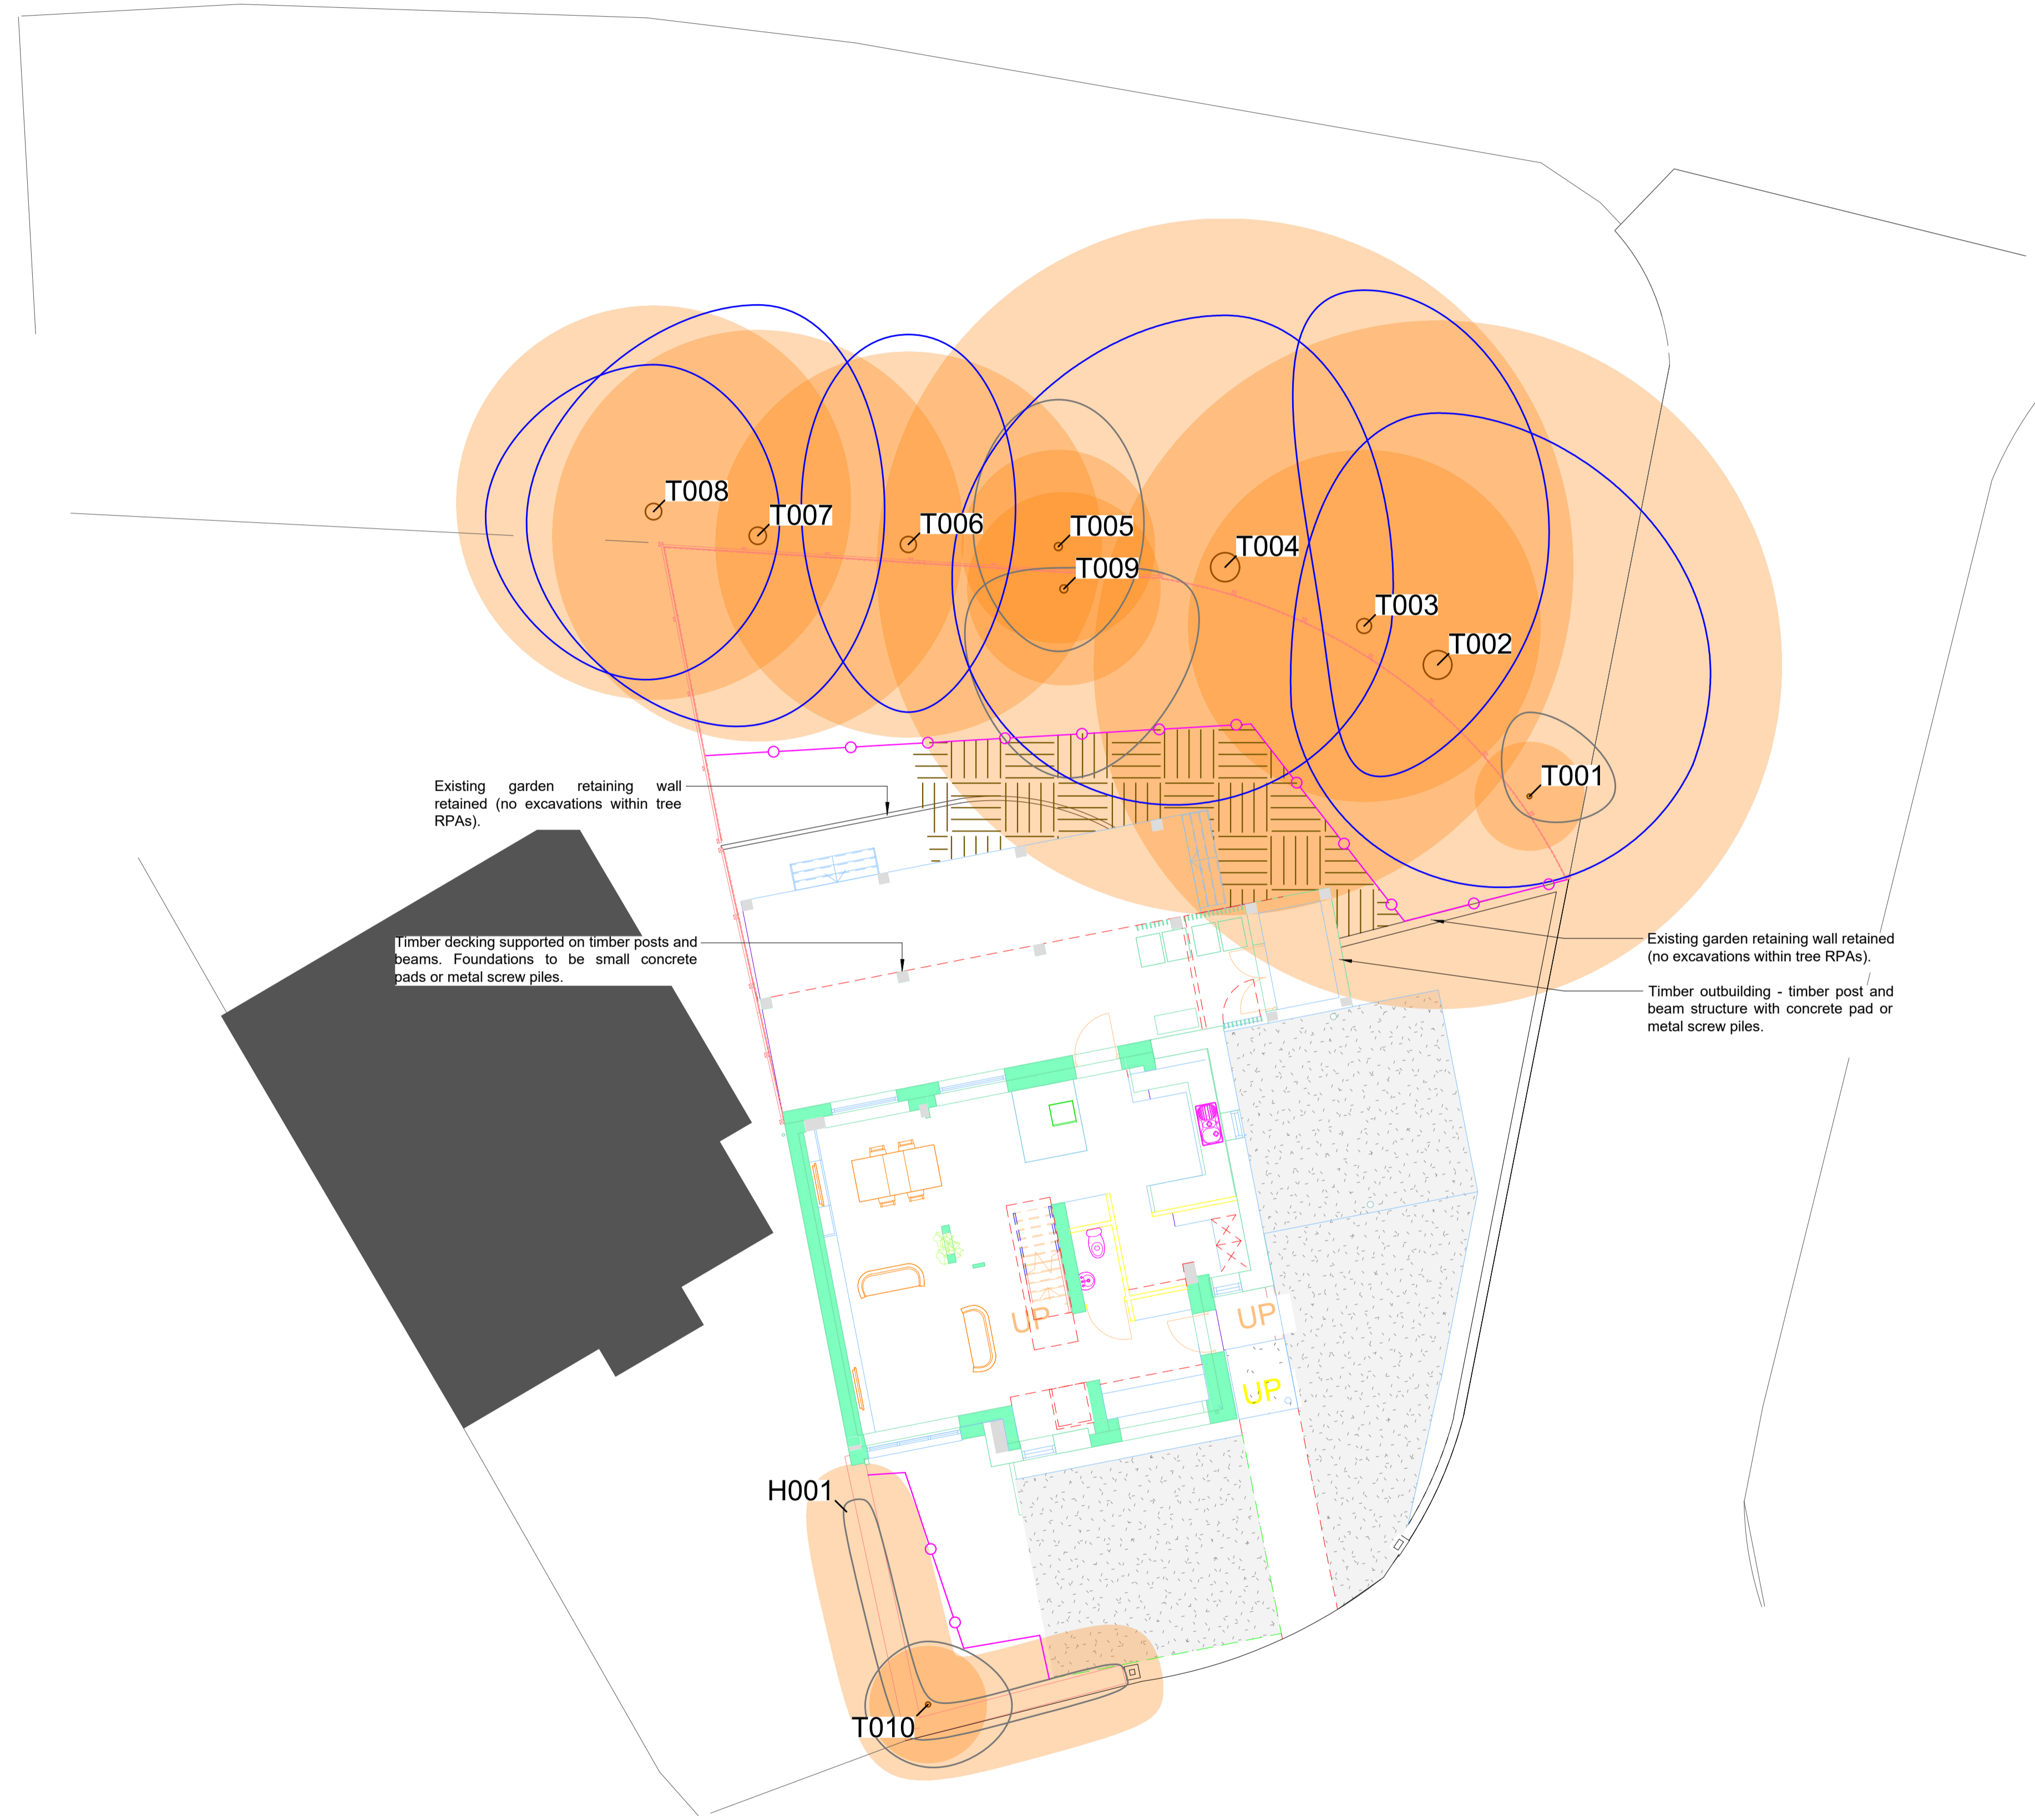 T008
T007
T006
T005
T009
T004
T003
T002
T001
Existing garden retaining wall
retained (no excavations within tree
RPAs).
Timber decking supported on timber posts and
beams. Foundations to be small concrete
pads or metal screw piles.
Existing garden retaining wall retained
(no excavations within tree RPAs).
Timber outbuilding - timber post and
beam structure with concrete pad or
metal screw piles.
UP
UP
UP
H001
T010